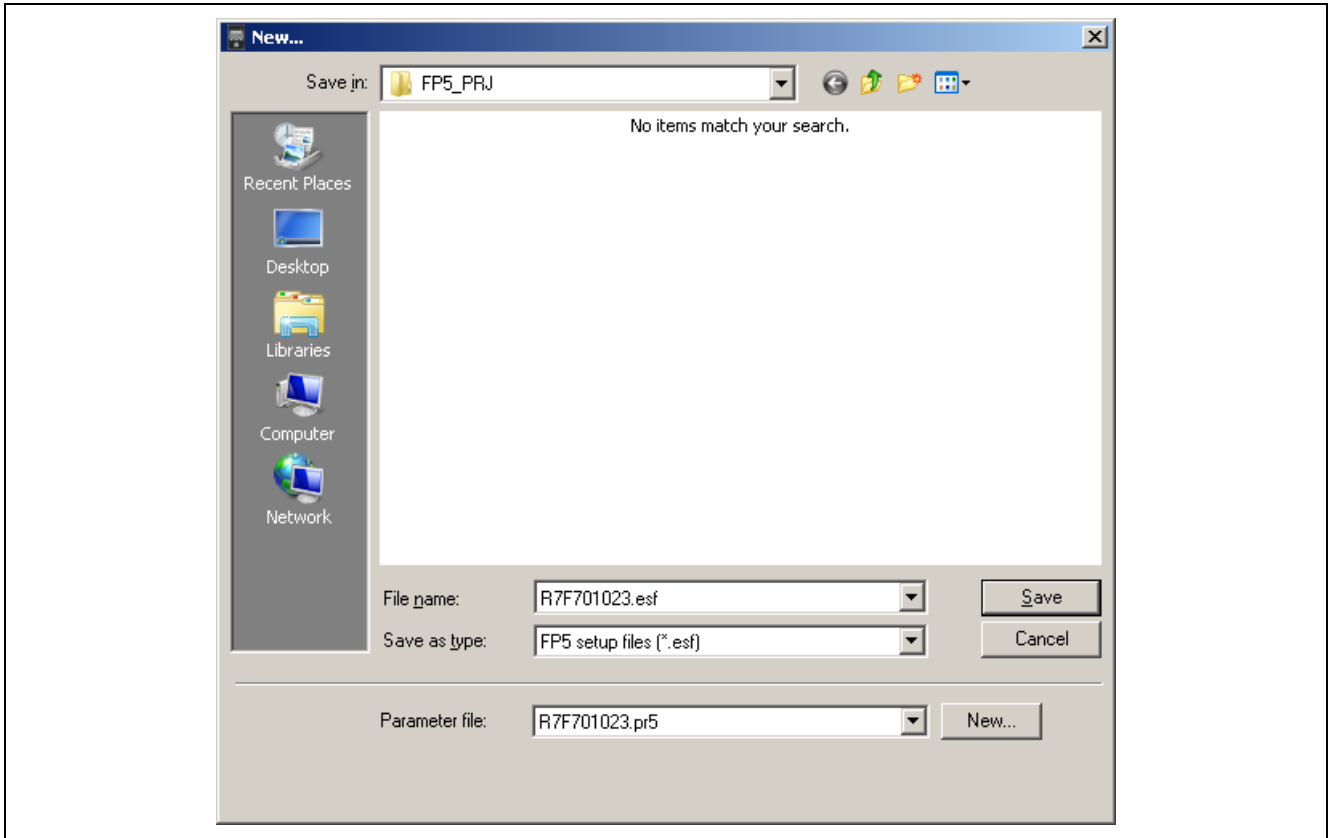 New...
Save in: FP5_PRJ
No items match your search.
Recent Places
Desktop
Libraries
Computer
Network
File name: R7F701023.esf Save
Save as type: FP5 setup files (*.esf) Cancel
Parameter file: R7F701023.pr5 New...